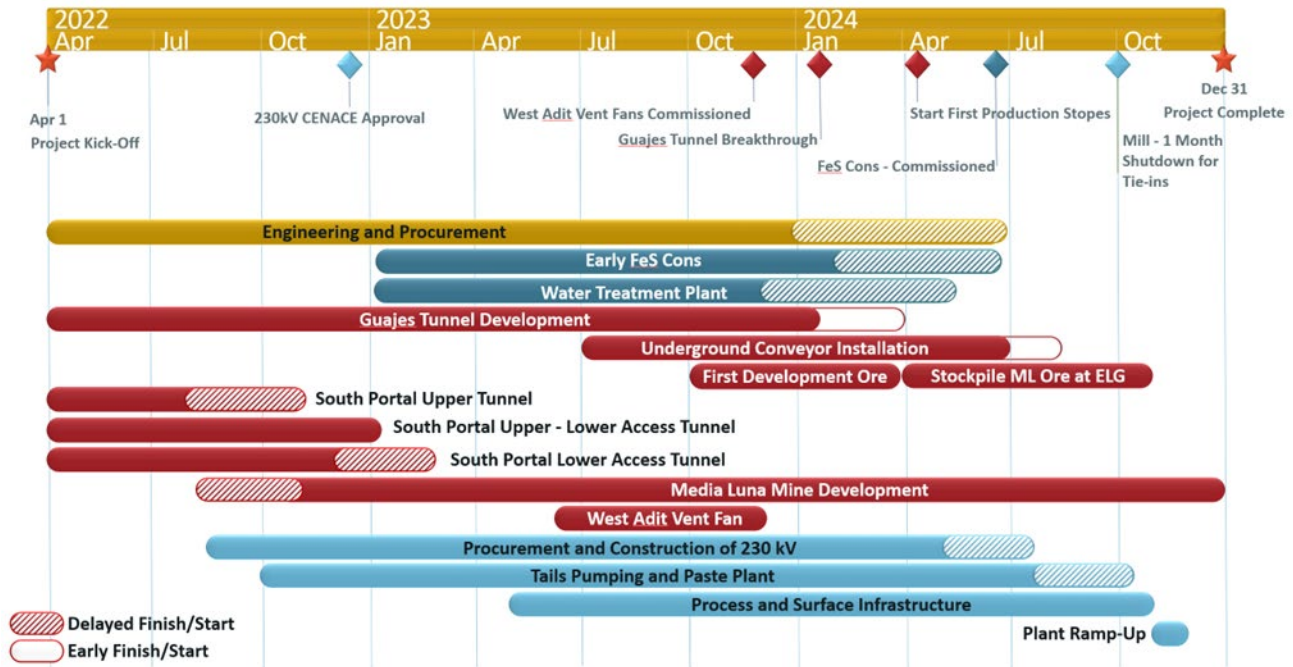 2022 2023 2024
Apr Jul Oct Jan Apr Jul Oct Jan Apr Jul Oct
Apr 1
Project Kick-Off
230kV CENACE Approval
West Adit Vent Fans Commissioned
Guajes Tunnel Breakthrough
FeS Cons - Commissioned
Start First Production Stopes
Mill - 1 Month
Shutdown for
Tie-ins
Dec 31
Project Complete
Engineering and Procurement
Early FeS Cons
Water Treatment Plant
Guajes Tunnel Development
Underground Conveyor Installation
First Development Ore
Stockpile ML Ore at ELG
South Portal Upper Tunnel
South Portal Upper - Lower Access Tunnel
South Portal Lower Access Tunnel
Media Luna Mine Development
West Adit Vent Fan
Procurement and Construction of 230 kV
Tails Pumping and Paste Plant
Process and Surface Infrastructure
Plant Ramp-Up
Delayed Finish/Start
Early Finish/Start